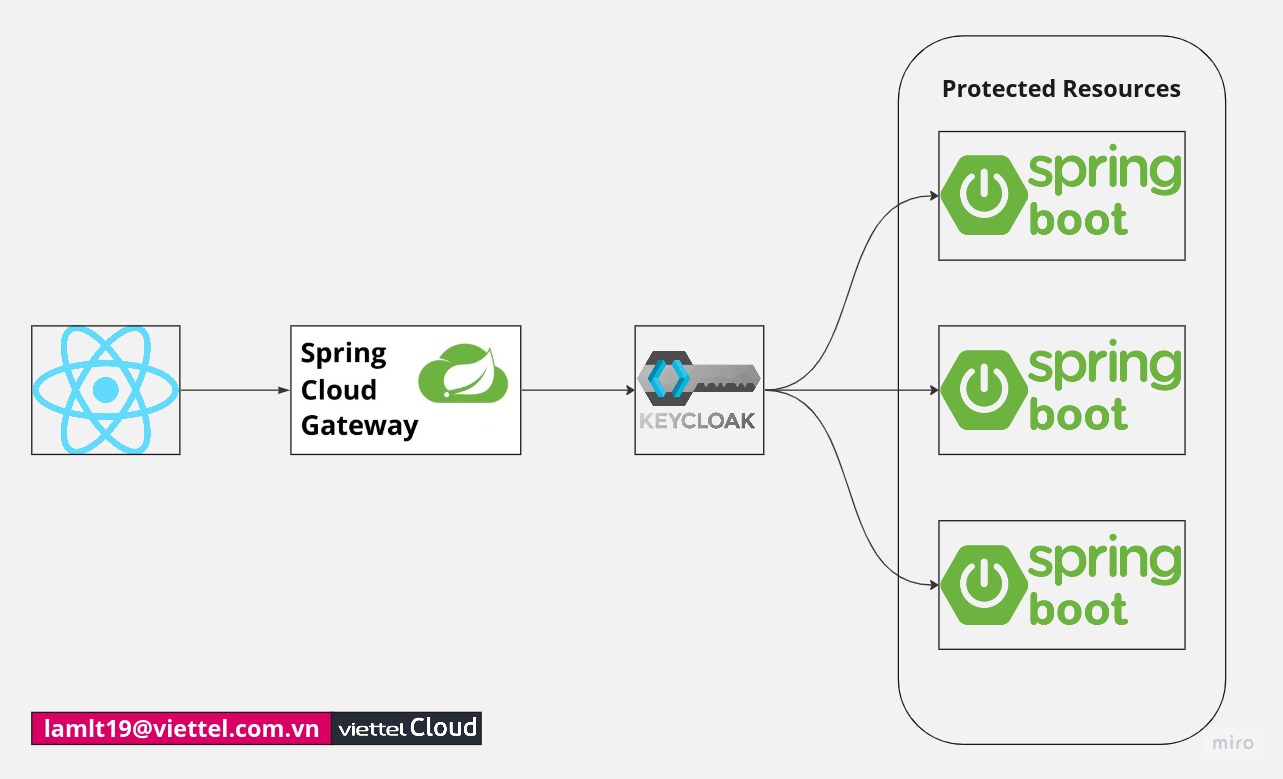 Protected Resources
spring
boot
Spring
Cloud
Gateway
KEYCLOAK
spring
boot
spring
boot
lamlt19@viettel.com.vn
viettel Cloud
miro